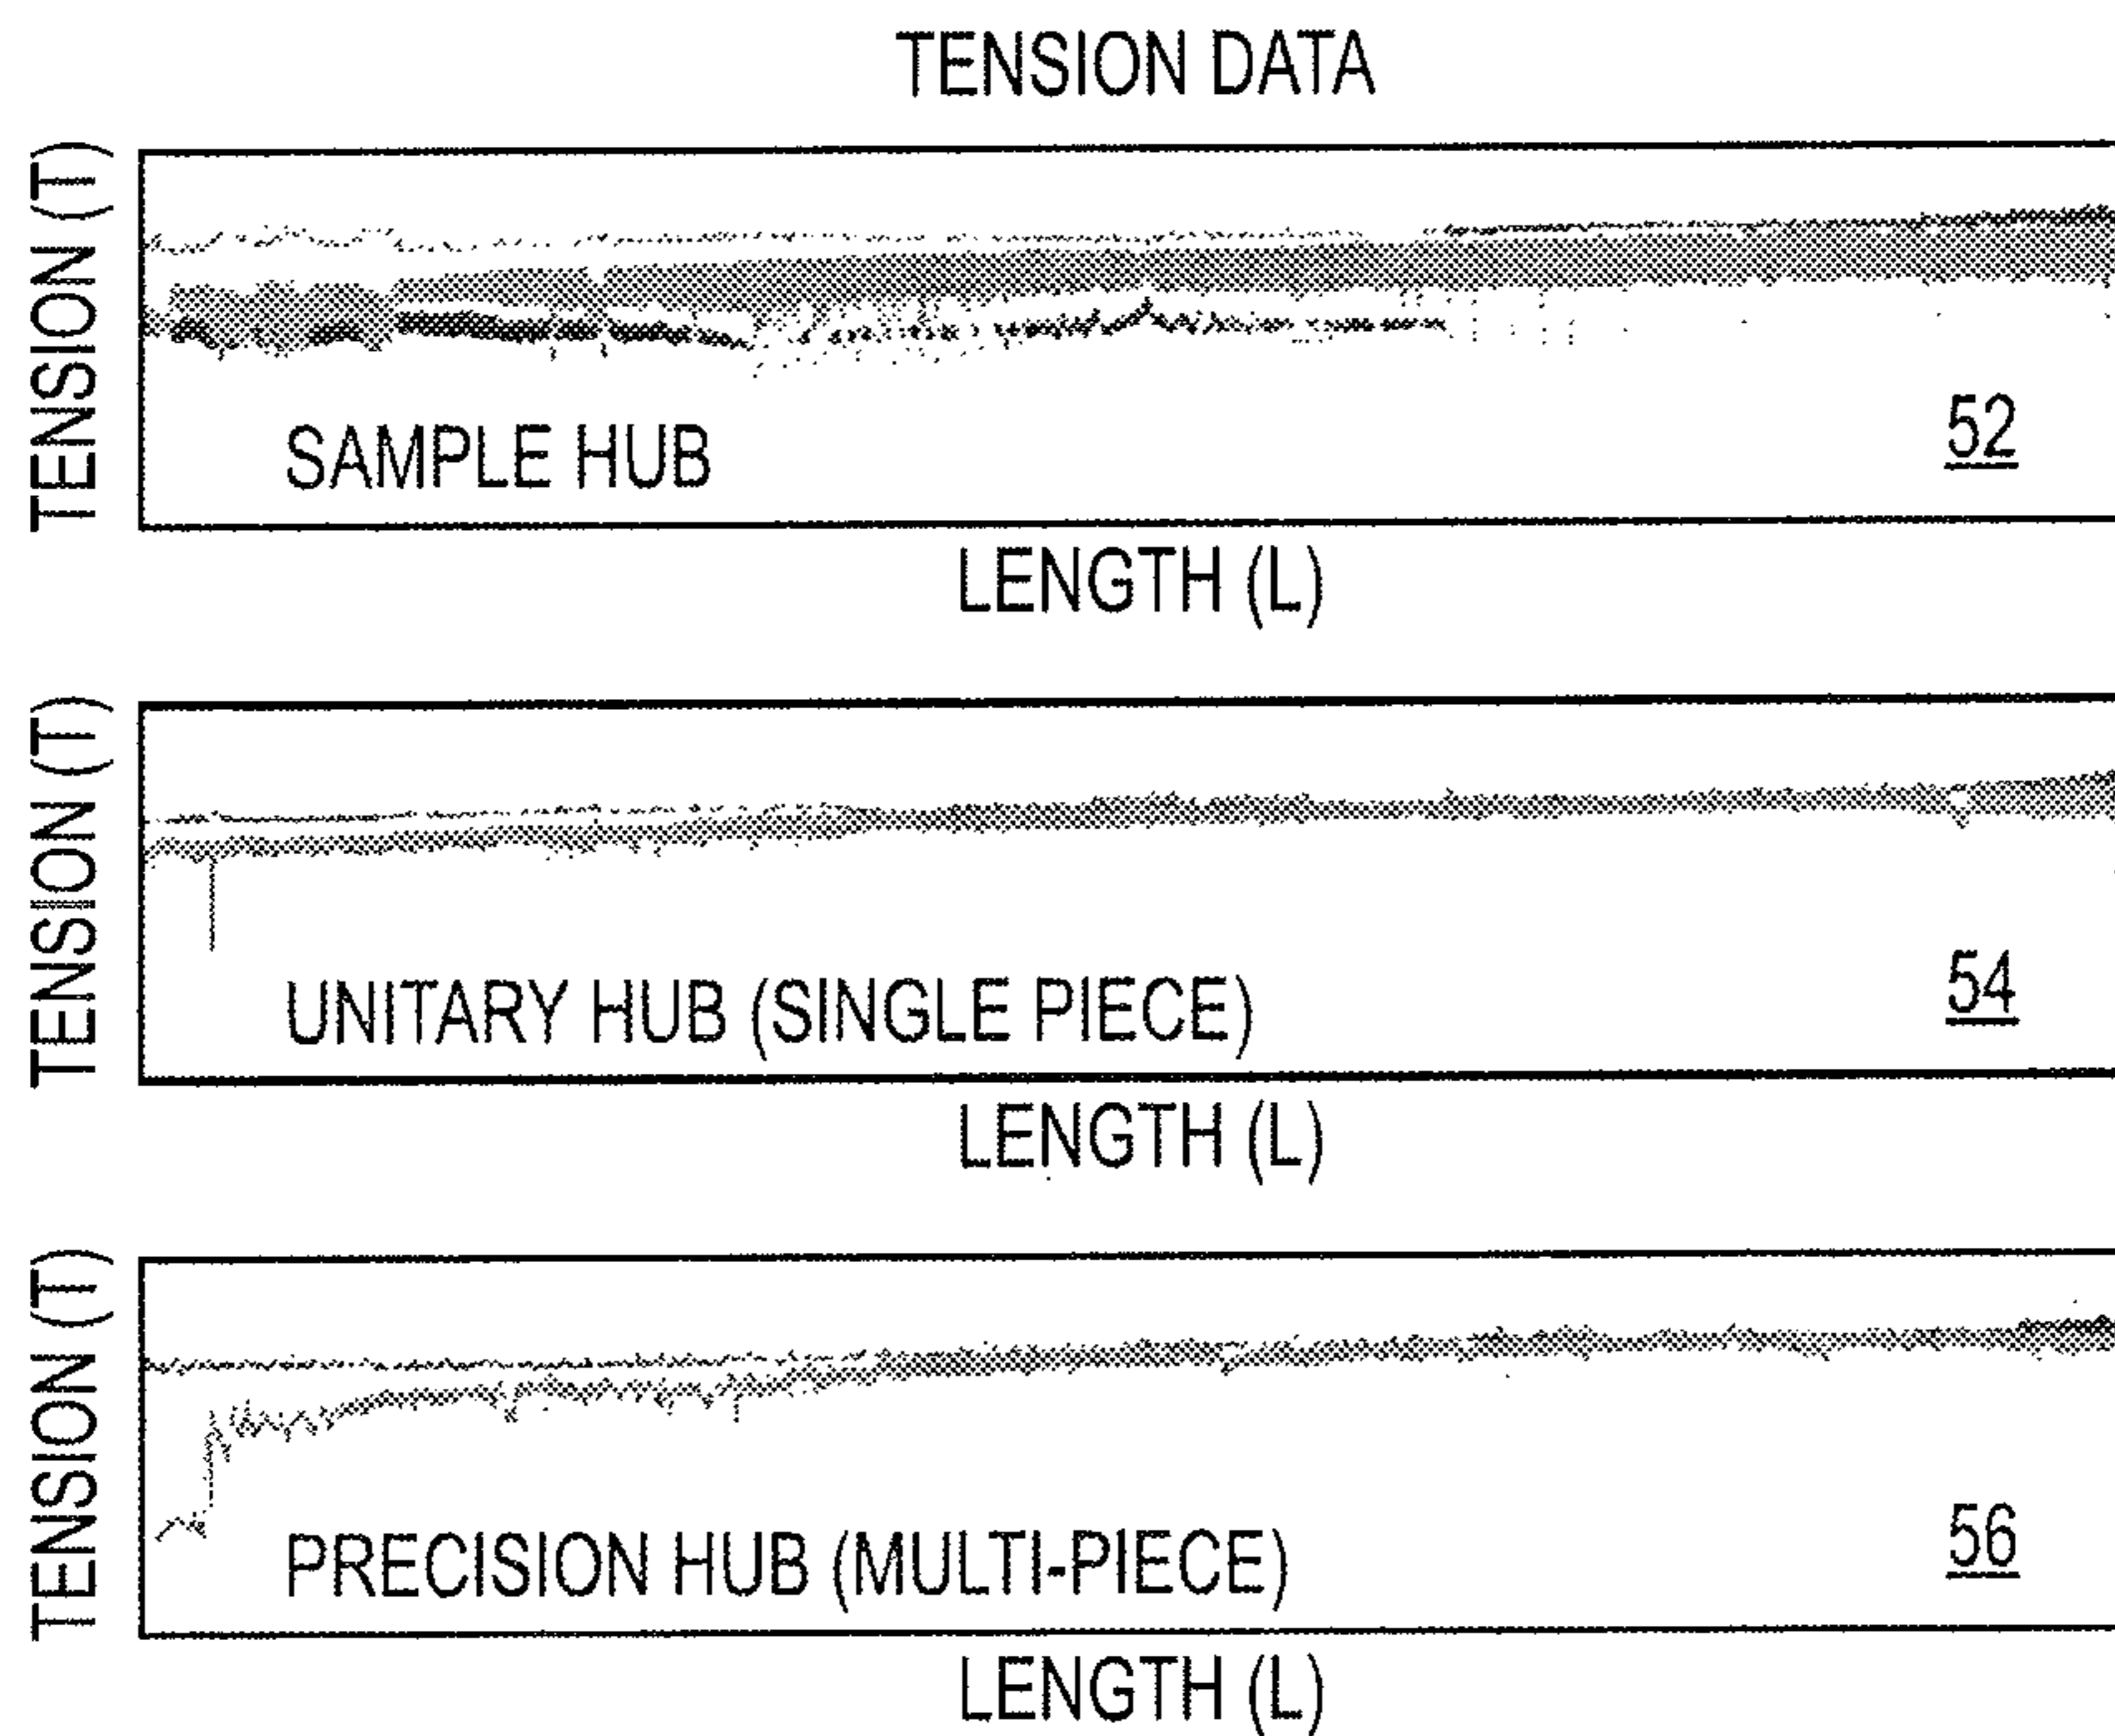 TENSION DATA
TENSION (T)
SAMPLE HUB
52
LENGTH (L)
TENSION (T)
UNITARY HUB (SINGLE PIECE)
54
LENGTH (L)
TENSION (T)
PRECISION HUB (MULTI-PIECE)
56
LENGTH (L)